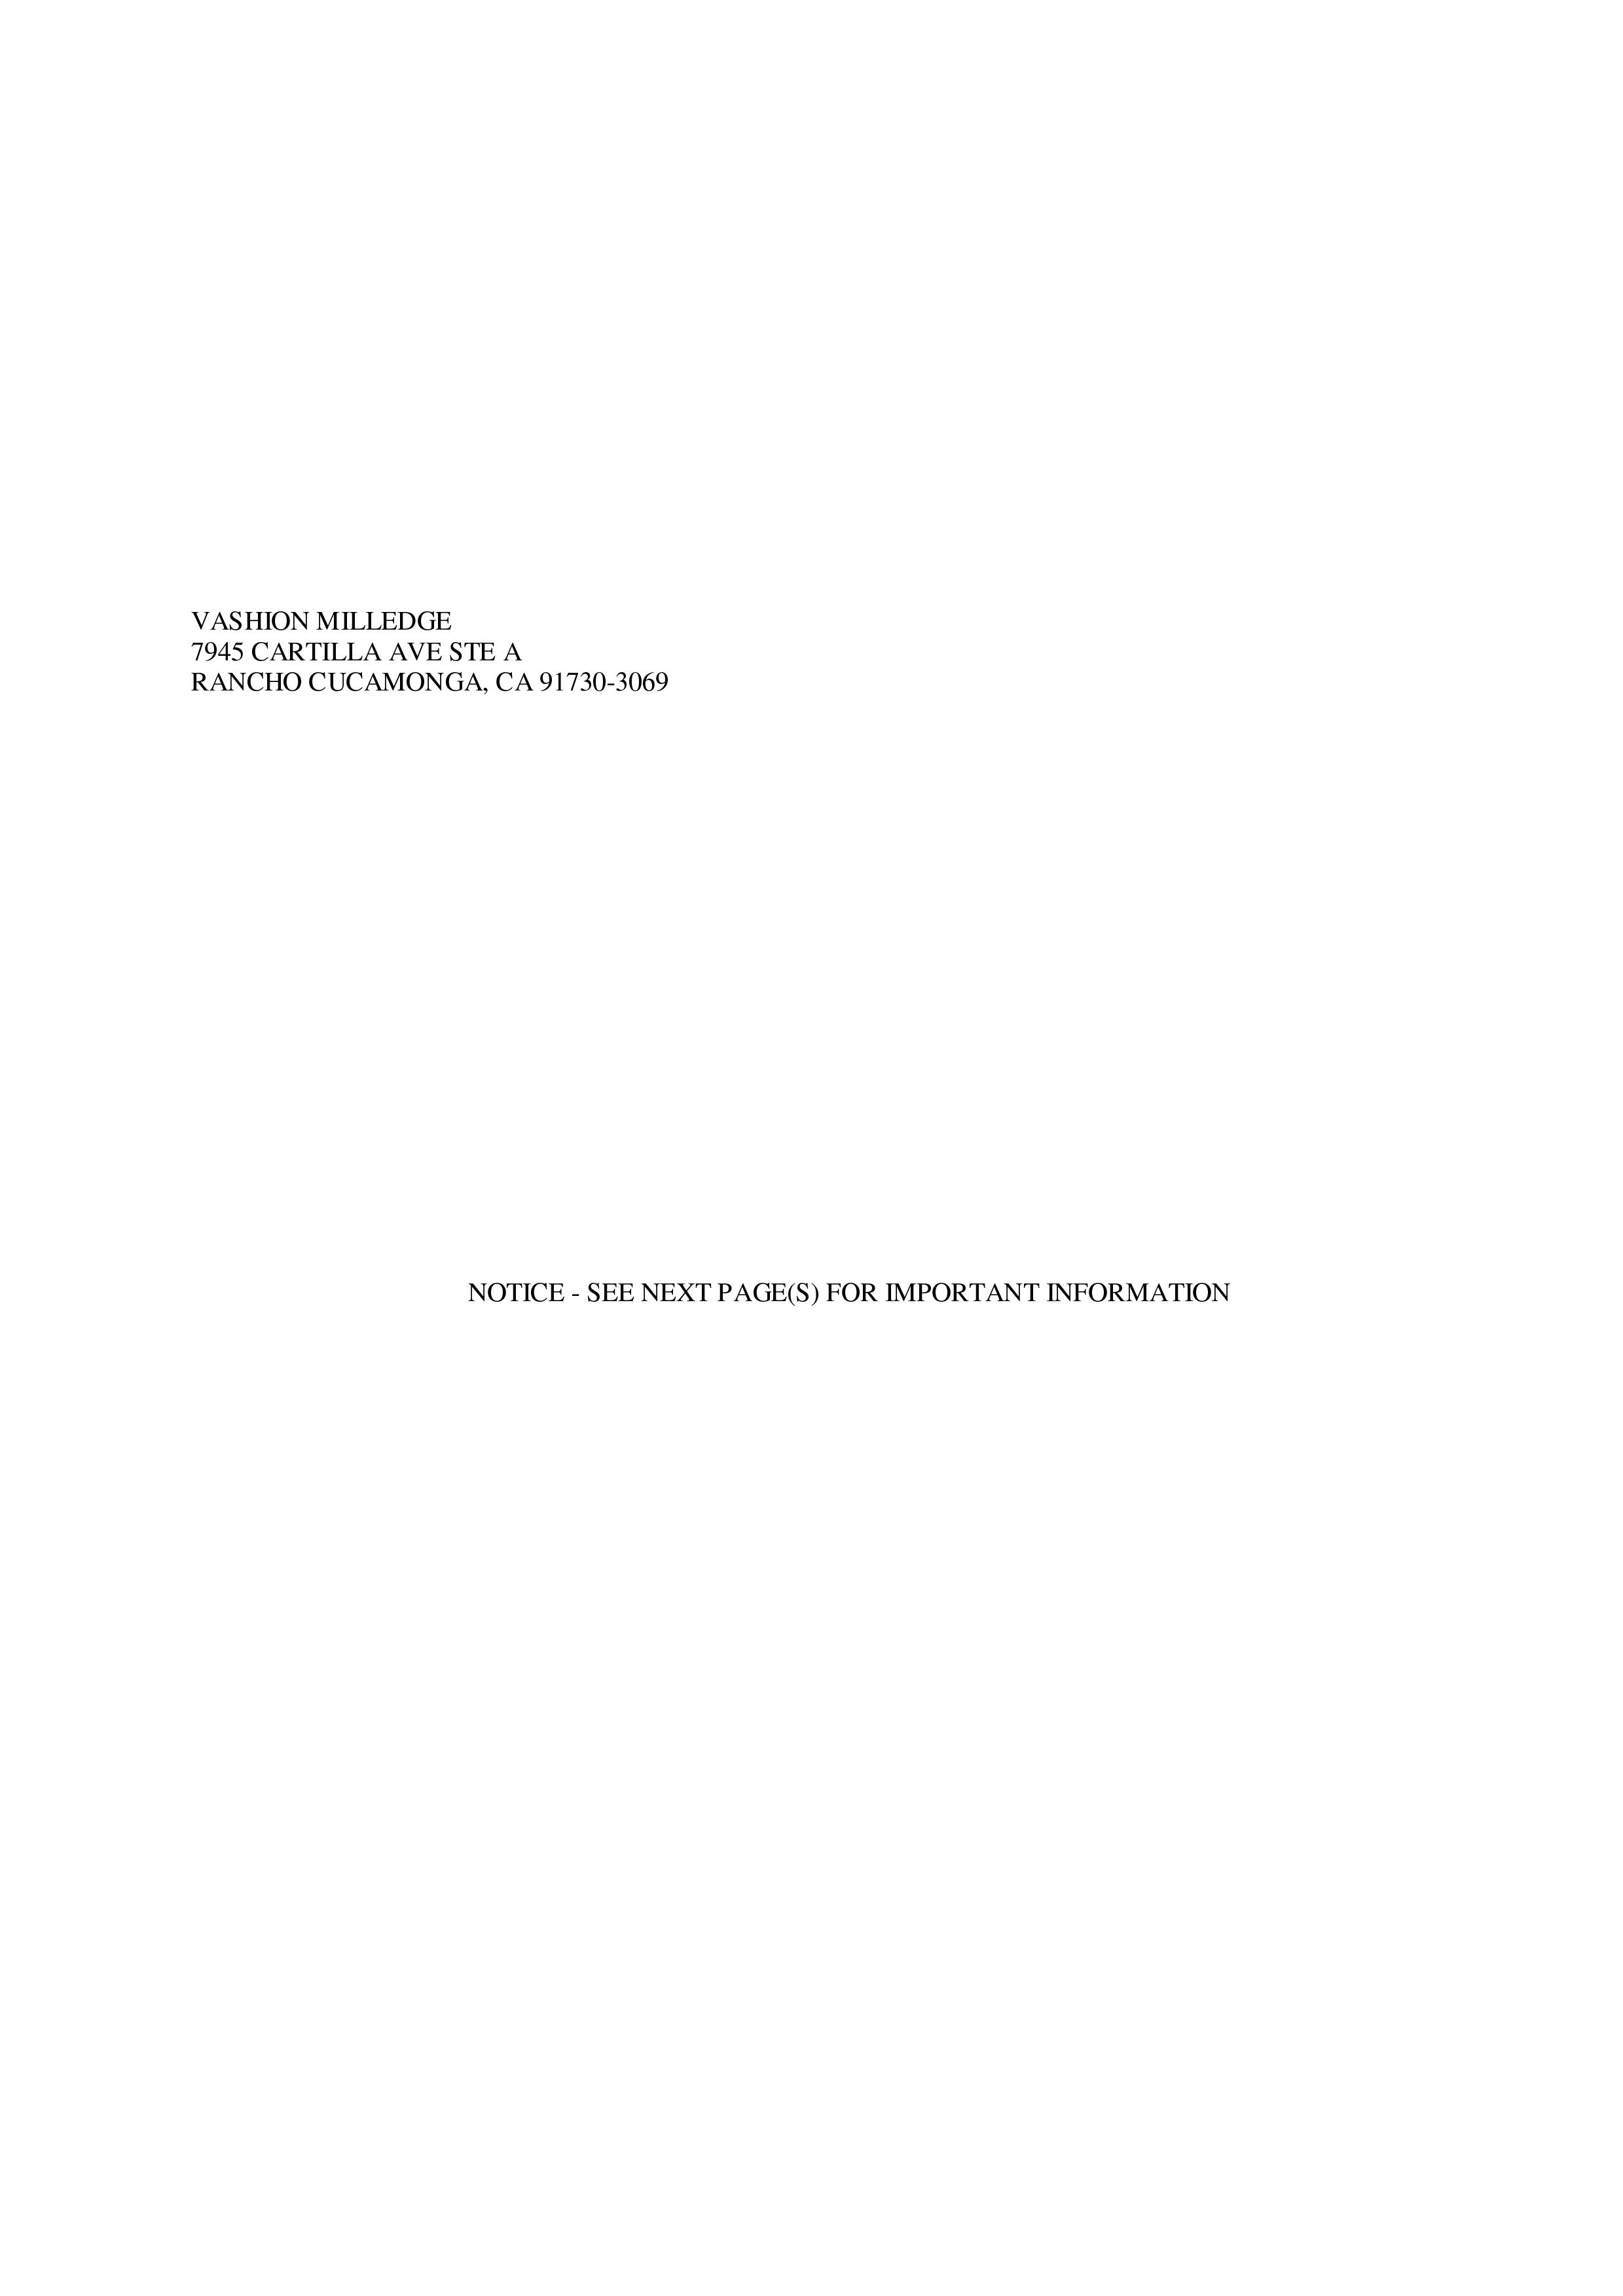 VASHION MILLEDGE
7945 CARTILLA AVE STE A
RANCHO CUCAMONGA, CA 91730-3069
NOTICE - SEE NEXT PAGE(S) FOR IMPORTANT INFORMATION